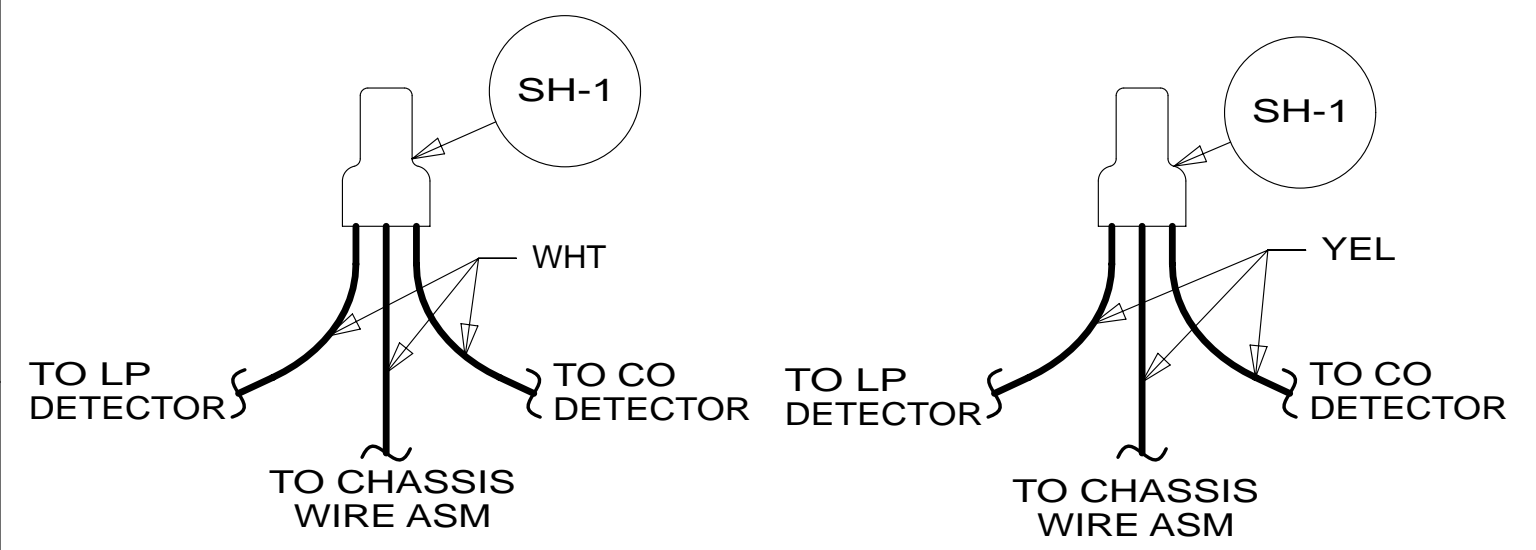 SH-1
WHT
TO LP
DETECTOR
TO CO
DETECTOR
TO CHASSIS
WIRE ASM
SH-1
YEL
TO LP
DETECTOR
TO CO
DETECTOR
TO CHASSIS
WIRE ASM